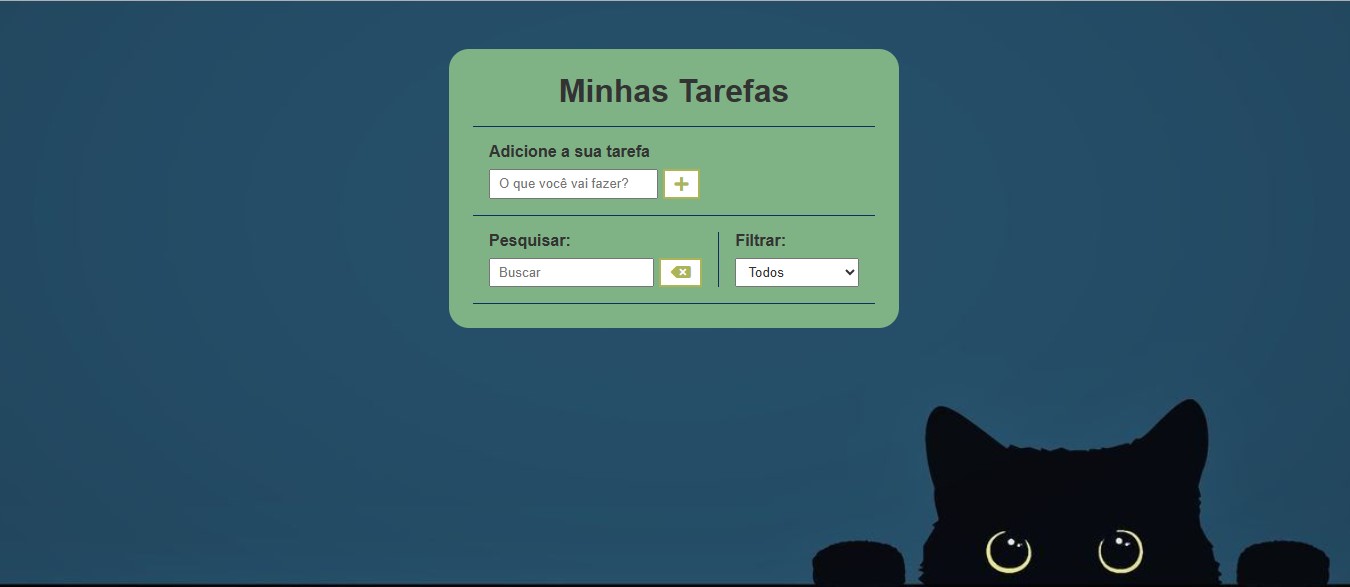 Minhas Tarefas
Adicione a sua tarefa
O que você vai fazer?
Pesquisar:
Buscar
Filtrar:
Todos